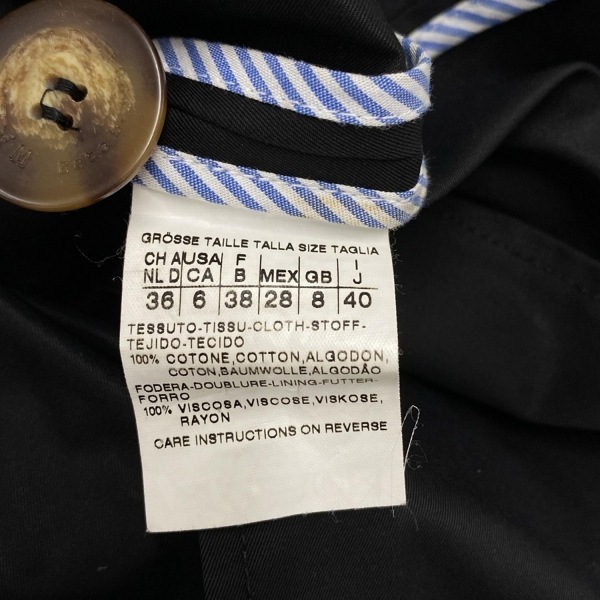 GRÖSSE TAILLE TALLA SIZE TAGLIA
CH A USA F I
NL D CA B MEX GB J
36 6 38 28 8 40
TESSUTO-TISSU-CLOTH-STOFF-
TEJIDO-TECIDO
100% COTONE,COTTON,ALGODON,
COTON,BAUMWOLLE,ALGODÃO
FODERA-DOUBLURE-LINING-FUTTER-
FORRO
100% VISCOSA,VISCOSE,VISKOSE,
RAYON
CARE INSTRUCTIONS ON REVERSE